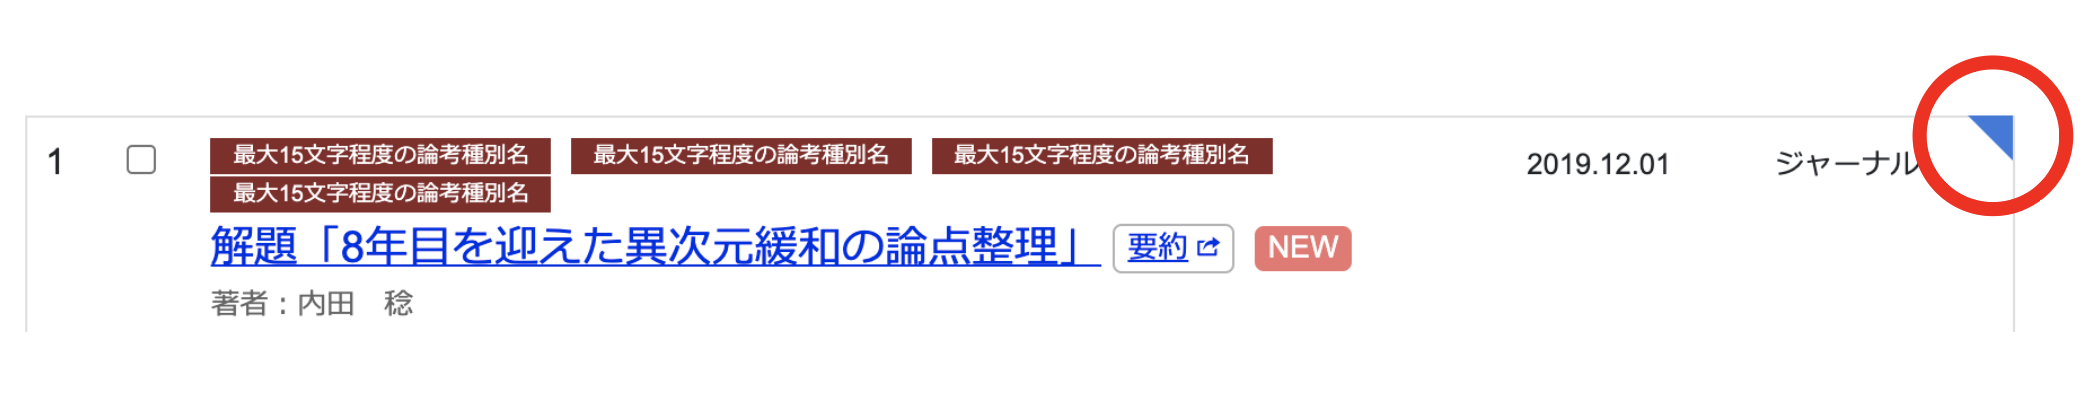 1 最大15文字程度の論考種別名 最大15文字程度の論考種別名 最大15文字程度の論考種別名 2019.12.01 ジャーナル
最大15文字程度の論考種別名
解題「8年目を迎えた異次元緩和の論点整理」 要約 NEW
著者：内田　稔